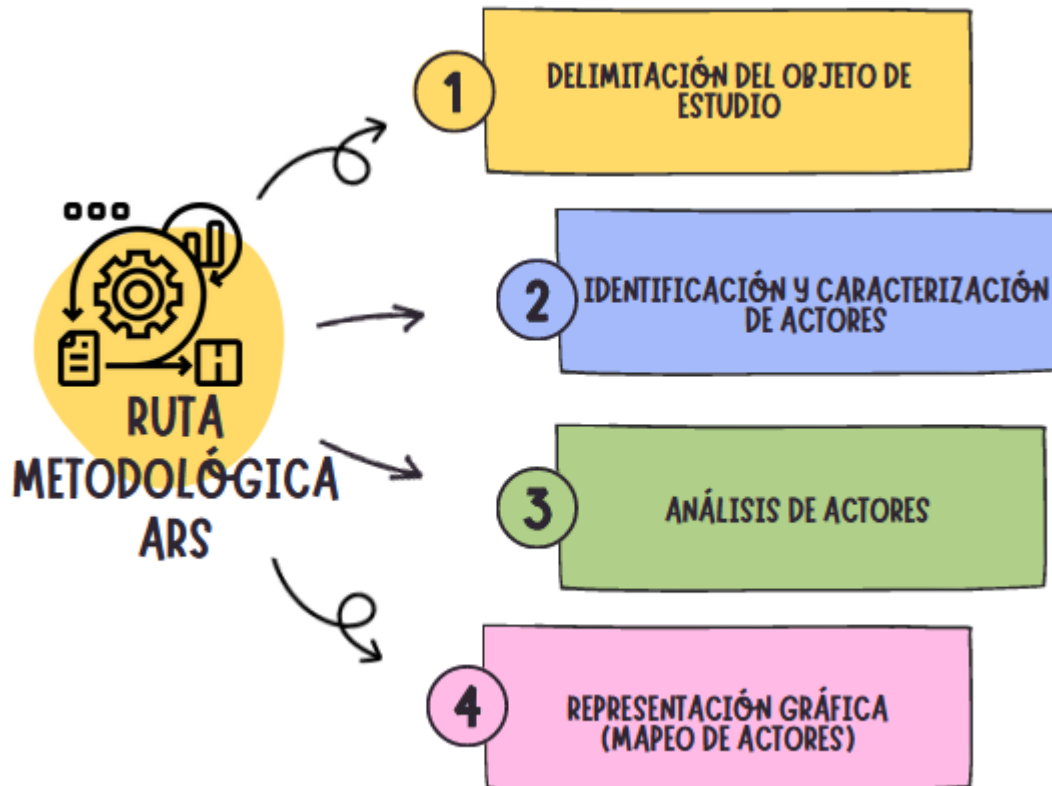 RUTA
METODOLÓGICA
ARS
1
DELIMITACIÓN DEL OBJETO DE
ESTUDIO
2
IDENTIFICACIÓN Y CARACTERIZACIÓN
DE ACTORES
3
ANÁLISIS DE ACTORES
4
REPRESENTACIÓN GRÁFICA
(MAPEO DE ACTORES)